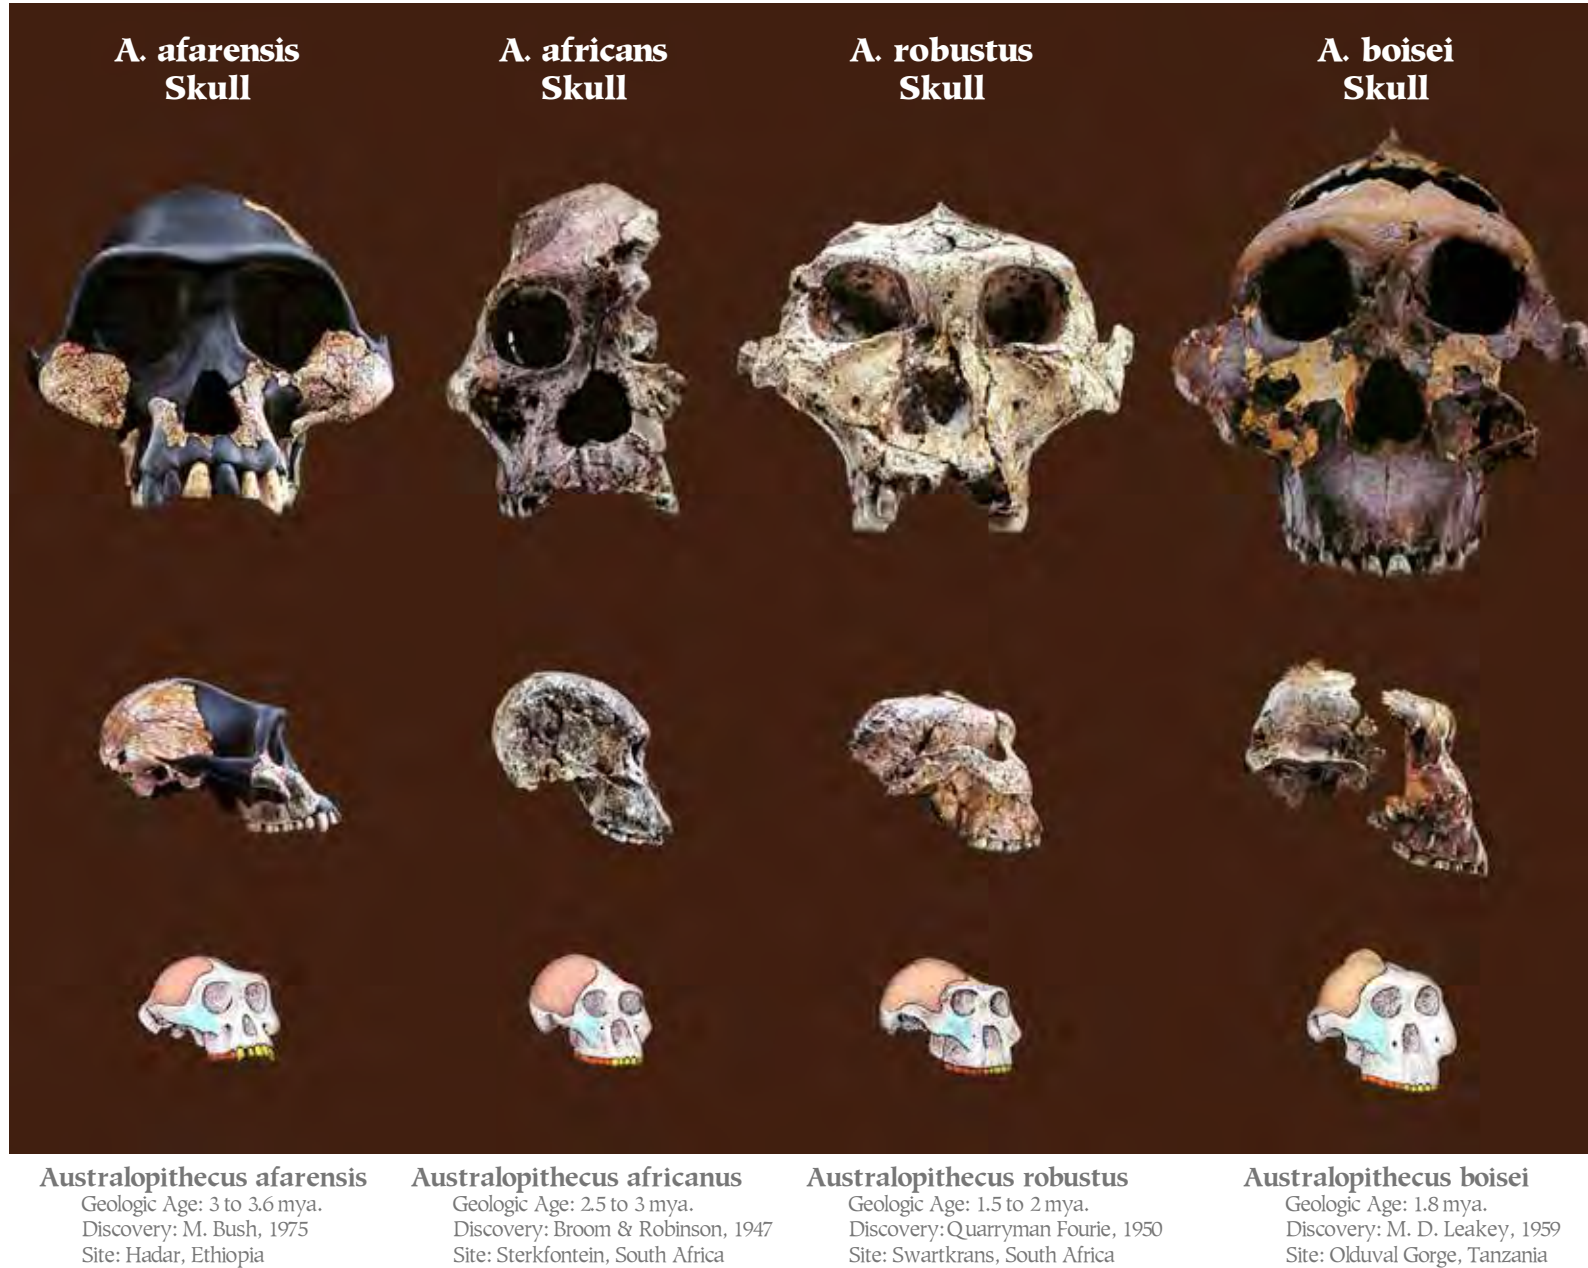 A. afarensis
Skull
A. africans
Skull
A. robustus
Skull
A. boisei
Skull
Australopithecus afarensis
Geologic Age: 3 to 3.6 mya.
Discovery: M. Bush, 1975
Site: Hadar, Ethiopia
Australopithecus africanus
Geologic Age: 2.5 to 3 mya.
Discovery: Broom & Robinson, 1947
Site: Sterkfontein, South Africa
Australopithecus robustus
Geologic Age: 1.5 to 2 mya.
Discovery: Quarryman Fourie, 1950
Site: Swartkrans, South Africa
Australopithecus boisei
Geologic Age: 1.8 mya.
Discovery: M. D. Leakey, 1959
Site: Olduval Gorge, Tanzania